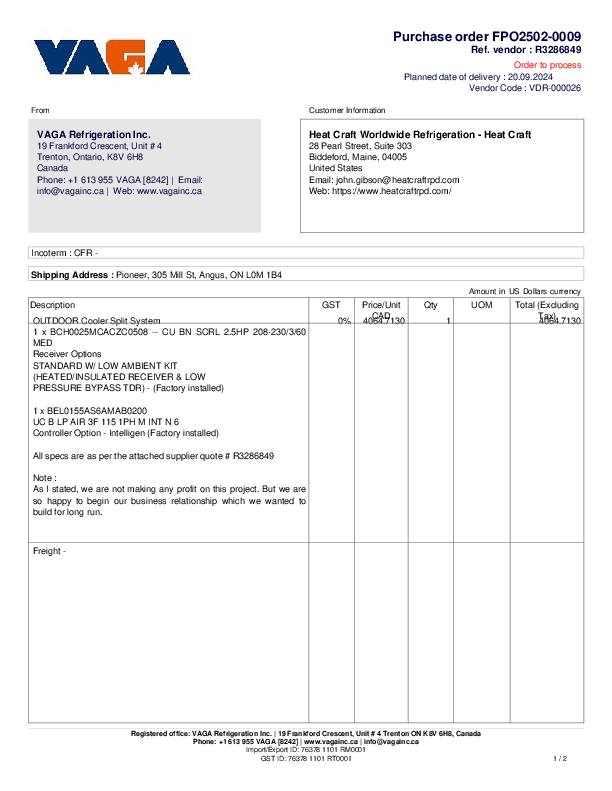 VAGA
Purchase order FPO2502-0009
Ref. vendor : R3286849
Order to process
Planned date of delivery : 20.09.2024
Vendor Code : VDR-000026
From
Customer Information
VAGA Refrigeration Inc.
19 Frankford Crescent, Unit # 4
Trenton, Ontario, K8V 6H8
Canada
Phone: +1 613 955 VAGA [8242] | Email:
info@vagainc.ca | Web: www.vagainc.ca
Heat Craft Worldwide Refrigeration - Heat Craft
28 Pearl Street, Suite 303
Biddeford, Maine, 04005
United States
Email: john.gibson@heatcraftrpd.com
Web: https://www.heatcraftrpd.com/
Incoterm : CFR -
Shipping Address : Pioneer, 305 Mill St, Angus, ON L0M 1B4
Amount in US Dollars currency
Description GST Price/Unit CAD Qty UOM Total (Excluding Tax)
OUTDOOR Cooler Split System 0% 4064.7130 1 4064.7130
1 x BCH0025MCACZC0508 -- CU BN SCRL 2.5HP 208-230/3/60
MED
Receiver Options
STANDARD W/ LOW AMBIENT KIT
(HEATED/INSULATED RECEIVER & LOW
PRESSURE BYPASS TDR) - (Factory installed)
1 x BEL0155AS6AMAB0200
UC B LP AIR 3F 115 1PH M INT N 6
Controller Option - Intelligen (Factory installed)
All specs are as per the attached supplier quote # R3286849
Note :
As I stated, we are not making any profit on this project. But we are
so happy to begin our business relationship which we wanted to
build for long run.
Freight -
Registered office: VAGA Refrigeration Inc. | 19 Frankford Crescent, Unit # 4 Trenton ON K8V 6H8, Canada
Phone: +1 613 955 VAGA [8242] | www.vagainc.ca | info@vagainc.ca
Import/Export ID: 76378 1101 RM0001
GST ID: 76378 1101 RT0001
1 / 2